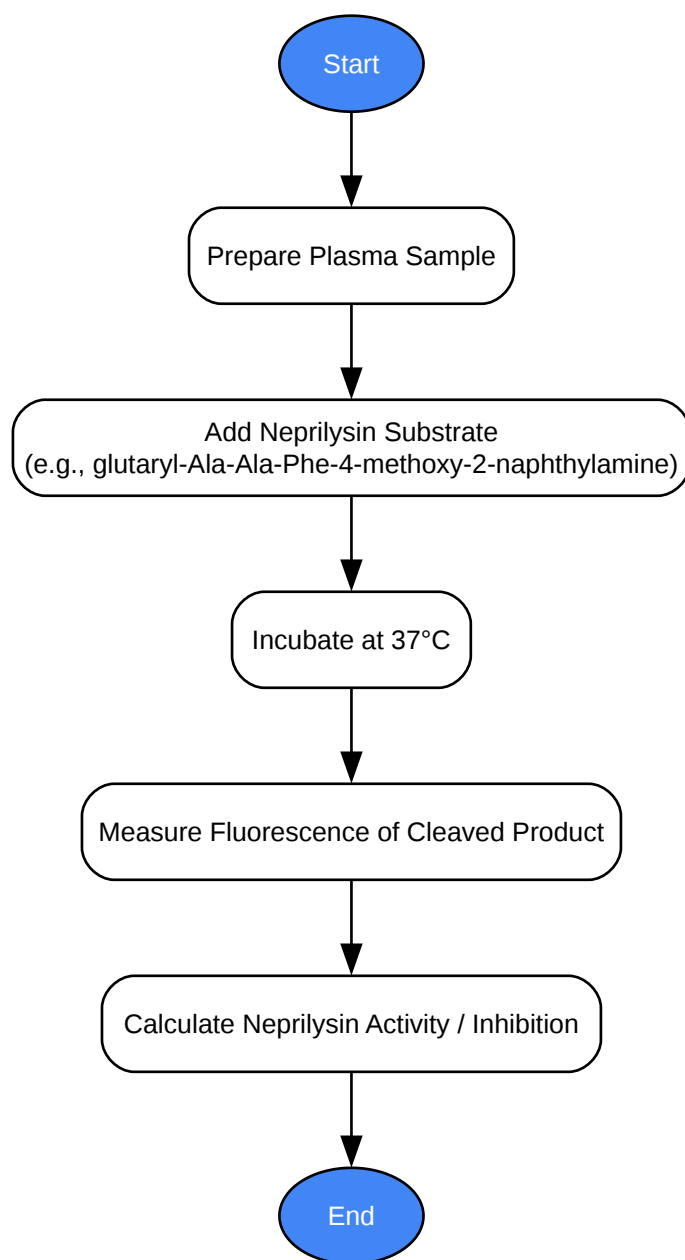 Start
Prepare Plasma Sample
Add Neprilysin Substrate
(e.g., glutaryl-Ala-Ala-Phe-4-methoxy-2-naphthylamine)
Incubate at 37°C
Measure Fluorescence of Cleaved Product
Calculate Neprilysin Activity / Inhibition
End